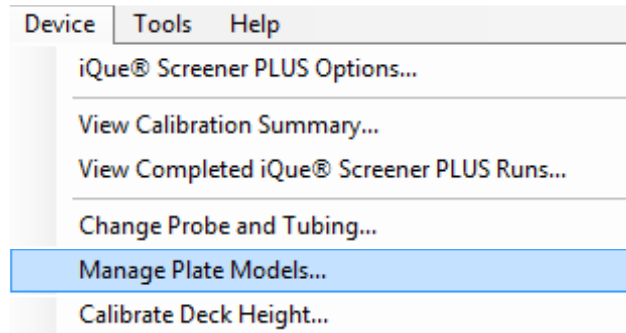 Device Tools Help
iQue® Screener PLUS Options...
View Calibration Summary...
View Completed iQue® Screener PLUS Runs...
Change Probe and Tubing...
Manage Plate Models...
Calibrate Deck Height...